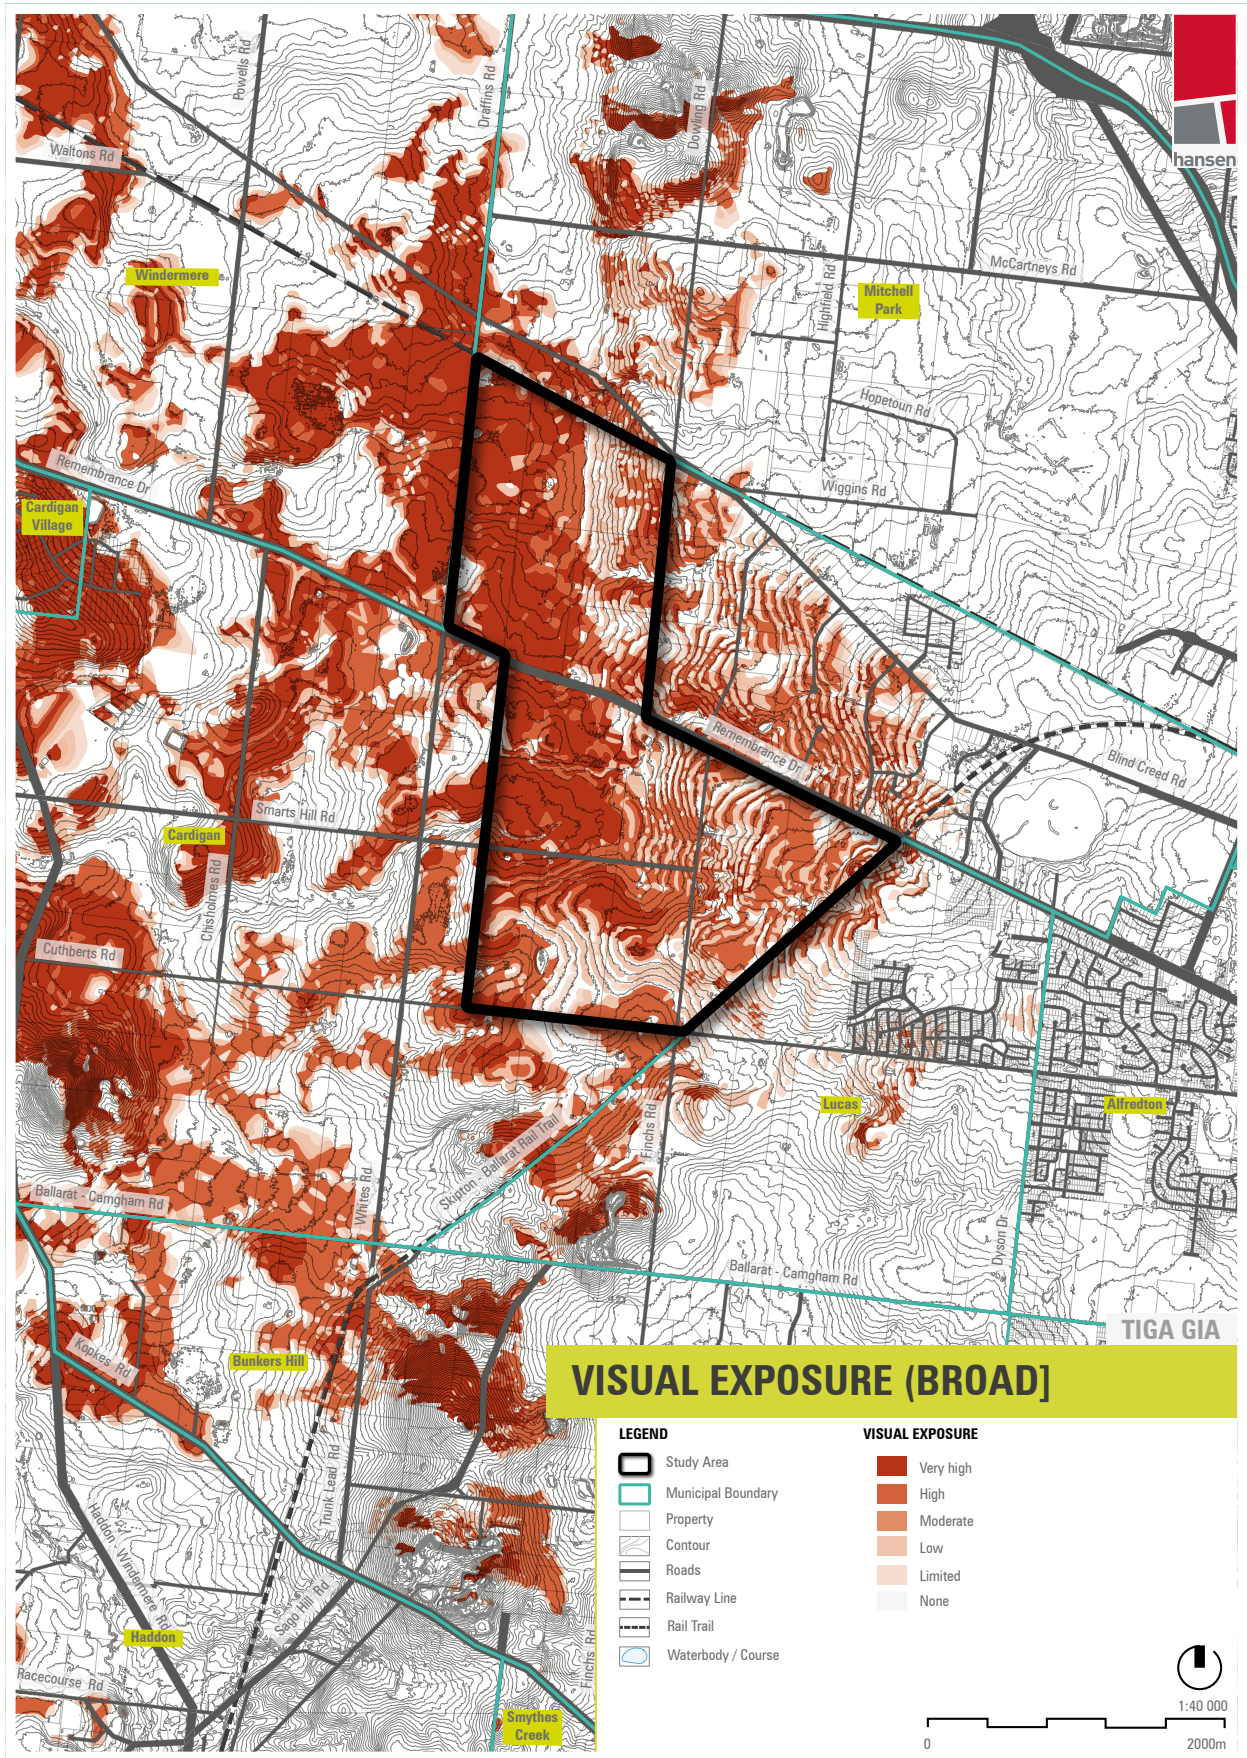 hansen
Powells Rd
Draffins Rd
Dowling Rd
Waltons Rd
Windermere
McCartneys Rd
Highfield Rd
Mitchell
Park
Hopetoun Rd
Remembrance Dr
Wiggins Rd
Cardigan
Village
Remembrance Dr
Blind Creed Rd
Smarts Hill Rd
Cardigan
Chisholmes Rd
Cuthberts Rd
Lucas
Alfredton
Finchs Rd
Skipton - Ballarat Rail Trail
Whites Rd
Ballarat - Carngham Rd
Dyson Dr
Ballarat - Carngham Rd
TIGA GIA
Kopkes Rd
Bunkers Hill
VISUAL EXPOSURE (BROAD]
LEGEND
Study Area
Municipal Boundary
Property
Contour
Roads
Railway Line
Rail Trail
Waterbody / Course
VISUAL EXPOSURE
Very high
High
Moderate
Low
Limited
None
Trunk Lead Rd
Haddon - Windermere Rd
Sago Hill Rd
Haddon
Finchs Rd
Racecourse Rd
Smythes
Creek
1:40 000
0
2000m